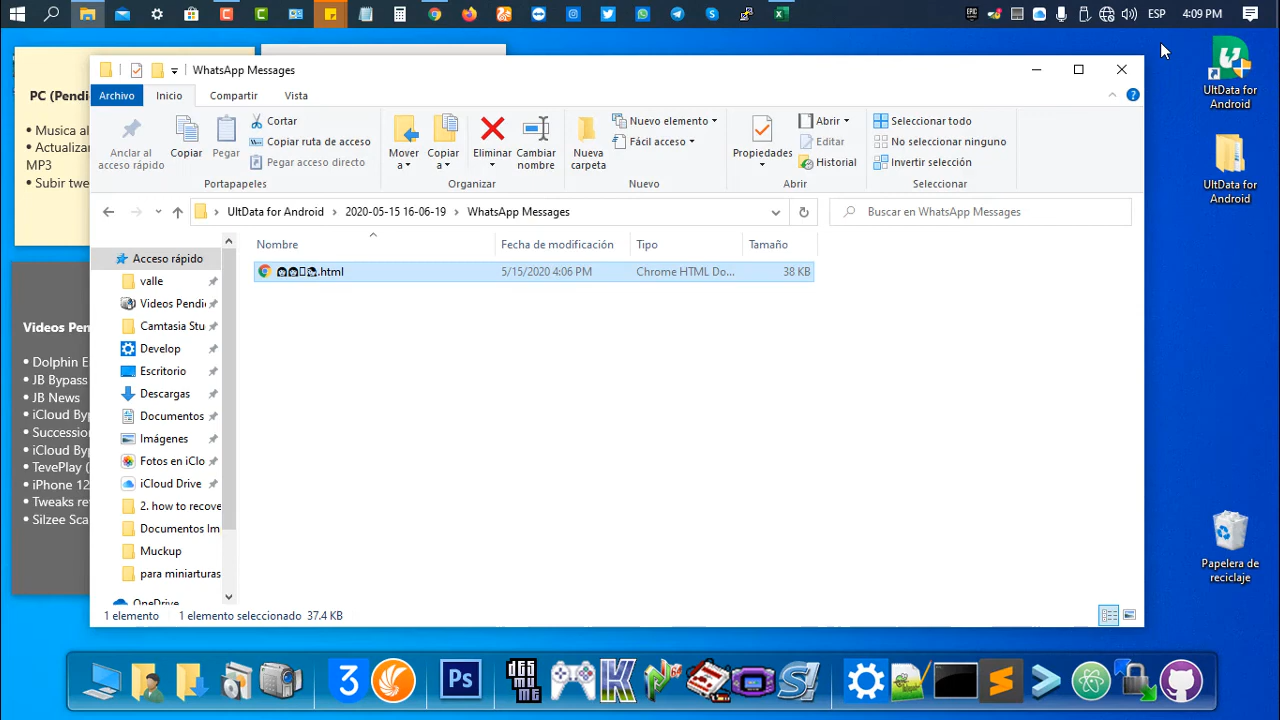 ESP 4:09 PM
WhatsApp Messages
Archivo Inicio Compartir Vista
Anclar al acceso rápido
Copiar
Pegar
Cortar
Copiar ruta de acceso
Pegar acceso directo
Portapapeles
Mover a
Copiar a
Eliminar
Cambiar nombre
Organizar
Nueva carpeta
Nuevo elemento
Fácil acceso
Nuevo
Propiedades
Abrir
Editar
Historial
Abrir
Seleccionar todo
No seleccionar ninguno
Invertir selección
Seleccionar
UltData for Android 2020-05-15 16-06-19 WhatsApp Messages
Buscar en WhatsApp Messages
Nombre Fecha de modificación Tipo Tamaño
.html 5/15/2020 4:06 PM Chrome HTML Do... 38 KB
Acceso rápido
valle
Videos Pendi
Camtasia Stu
Develop
Escritorio
Descargas
Documentos
Imágenes
Fotos en iClo
iCloud Drive
2. how to recove
Documentos Im
Muckup
para miniarturas
OneDrive
1 elemento 1 elemento seleccionado 37.4 KB
PC (Pendi
• Musica al
• Actualizar
MP3
• Subir twe
Videos Pen
• Dolphin E
• JB Bypass
• JB News
• iCloud Byp
• Succession
• iCloud Byp
• TevePlay (
• iPhone 12
• Tweaks re
• Silzee Sca
UltData for
Android
UltData for
Android
Papelera de
reciclaje
3
Ps